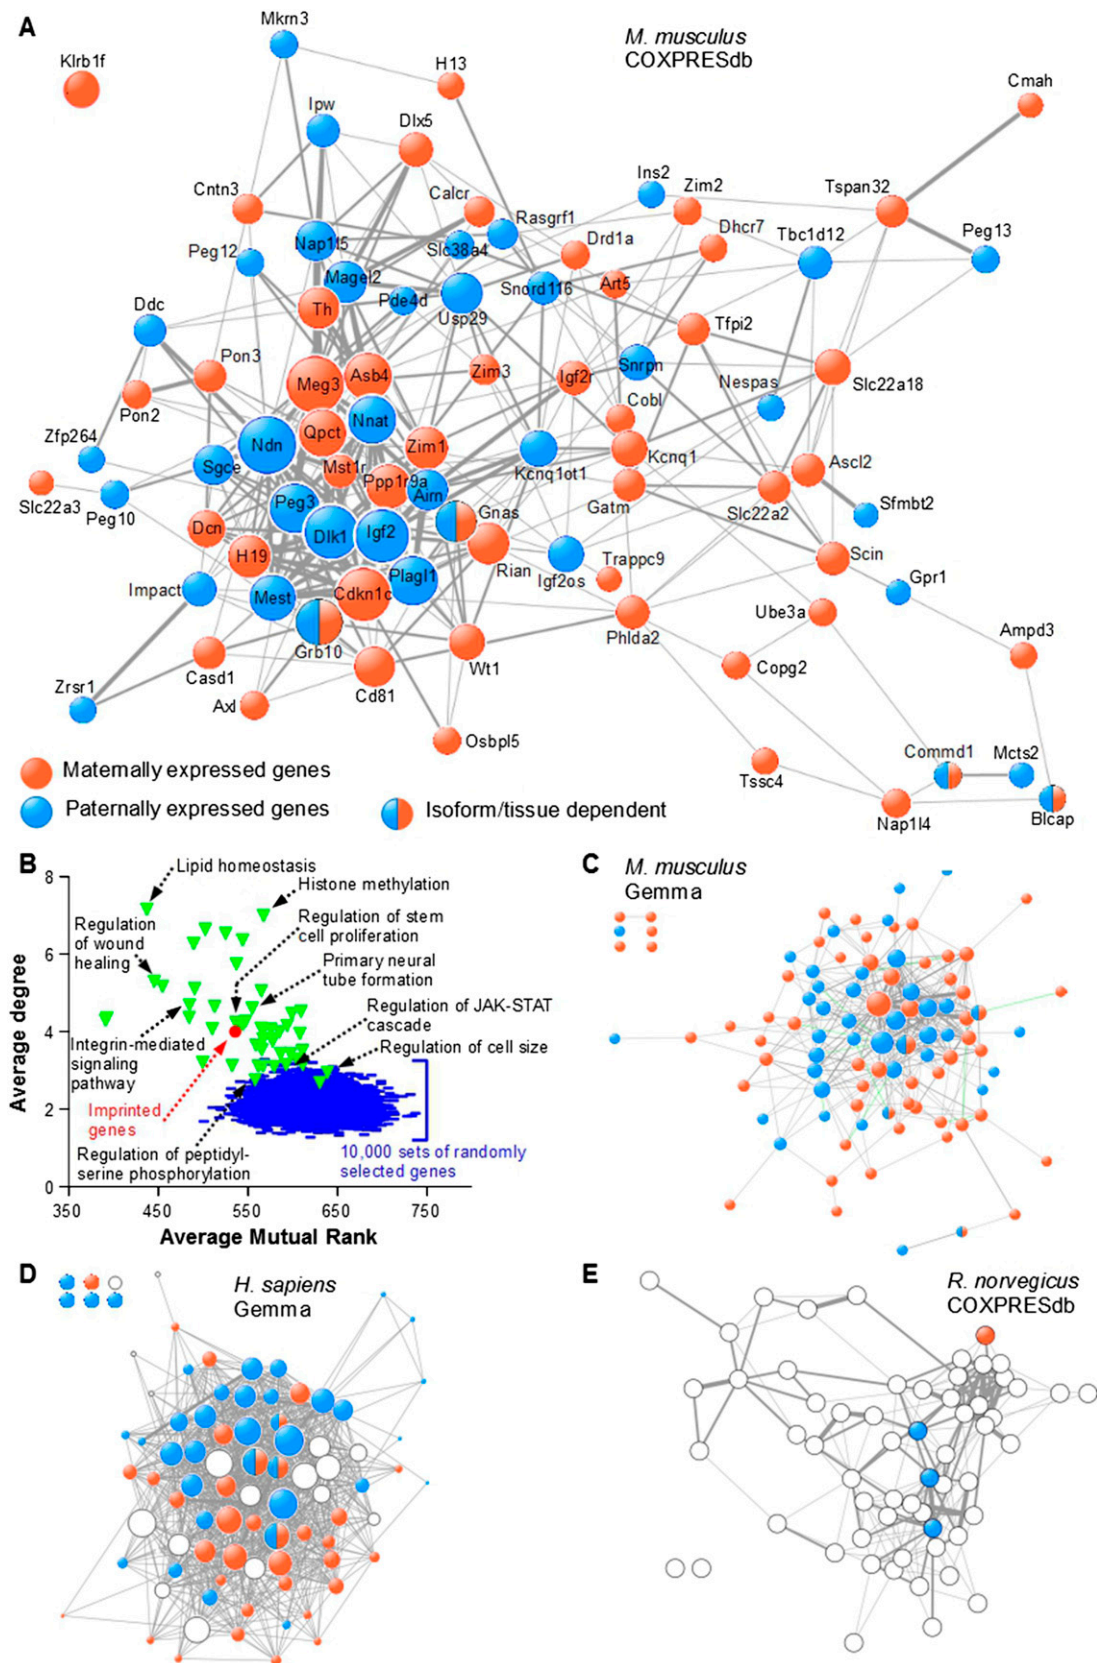 A
M. musculus
COXPRESdb
Mkrn3
Klrb1f
H13
Cmah
Ipw
Dlx5
Ins2
Zim2
Tspan32
Cntn3
Calcr
Rasgrf1
Dhcr7
Tbc1d12
Peg13
Nap1l5
Slc38a4
Drd1a
Peg12
Magel2
Pde4d
Snord116
Art5
Ddc
Th
Usp29
Tfpi2
Pon3
Meg3
Asb4
Zim3
Igf2r
Snrpn
Nespas
Slc22a18
Pon2
Nnat
Cobl
Zfp264
Ndn
Qpct
Zim1
Kcnq1
Ascl2
Sgce
Mst1r
Ppp1r9a
Airn
Kcnq1ot1
Slc22a3
Peg10
Peg3
Gnas
Gatm
Slc22a2
Sfmbt2
Dcn
Dlk1
Igf2
Rian
Igf2os
Trappc9
Scin
H19
Gpr1
Impact
Mest
Cdkn1c
Plagl1
Phlda2
Ube3a
Ampd3
Grb10
Wt1
Copg2
Casd1
Cd81
Zrsr1
Axl
Osbpl5
Tssc4
Commd1
Mcts2
Nap1l4
Blcap
Maternally expressed genes
Paternally expressed genes
Isoform/tissue dependent
B
Average degree
8
6
4
2
0
350
450
550
650
750
Average Mutual Rank
Lipid homeostasis
Histone methylation
Regulation
of wound
healing
Regulation of stem
cell proliferation
Primary neural
tube formation
Regulation of JAK-STAT
cascade
Integrin-mediated
signaling
pathway
Regulation of cell size
Imprinted
genes
Regulation of peptidyl-
serine phosphorylation
10,000 sets of randomly
selected genes
C
M. musculus
Gemma
D
H. sapiens
Gemma
E
R. norvegicus
COXPRESdb